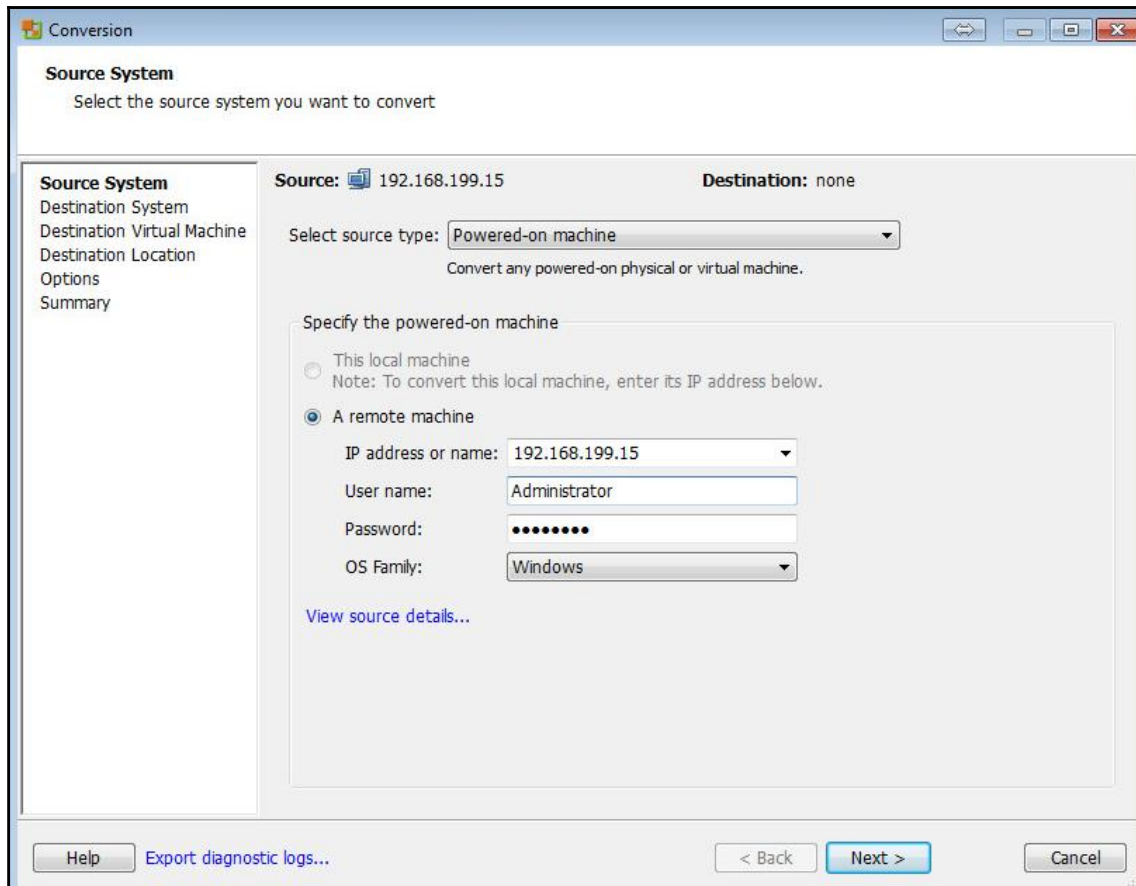 Conversion
Source System
Select the source system you want to convert
Source System
Destination System
Destination Virtual Machine
Destination Location
Options
Summary
Source: 192.168.199.15 Destination: none
Select source type: Powered-on machine
Convert any powered-on physical or virtual machine.
Specify the powered-on machine
This local machine
Note: To convert this local machine, enter its IP address below.
A remote machine
IP address or name: 192.168.199.15
User name: Administrator
Password: ●●●●●●●●
OS Family: Windows
View source details...
Help Export diagnostic logs... < Back Next > Cancel